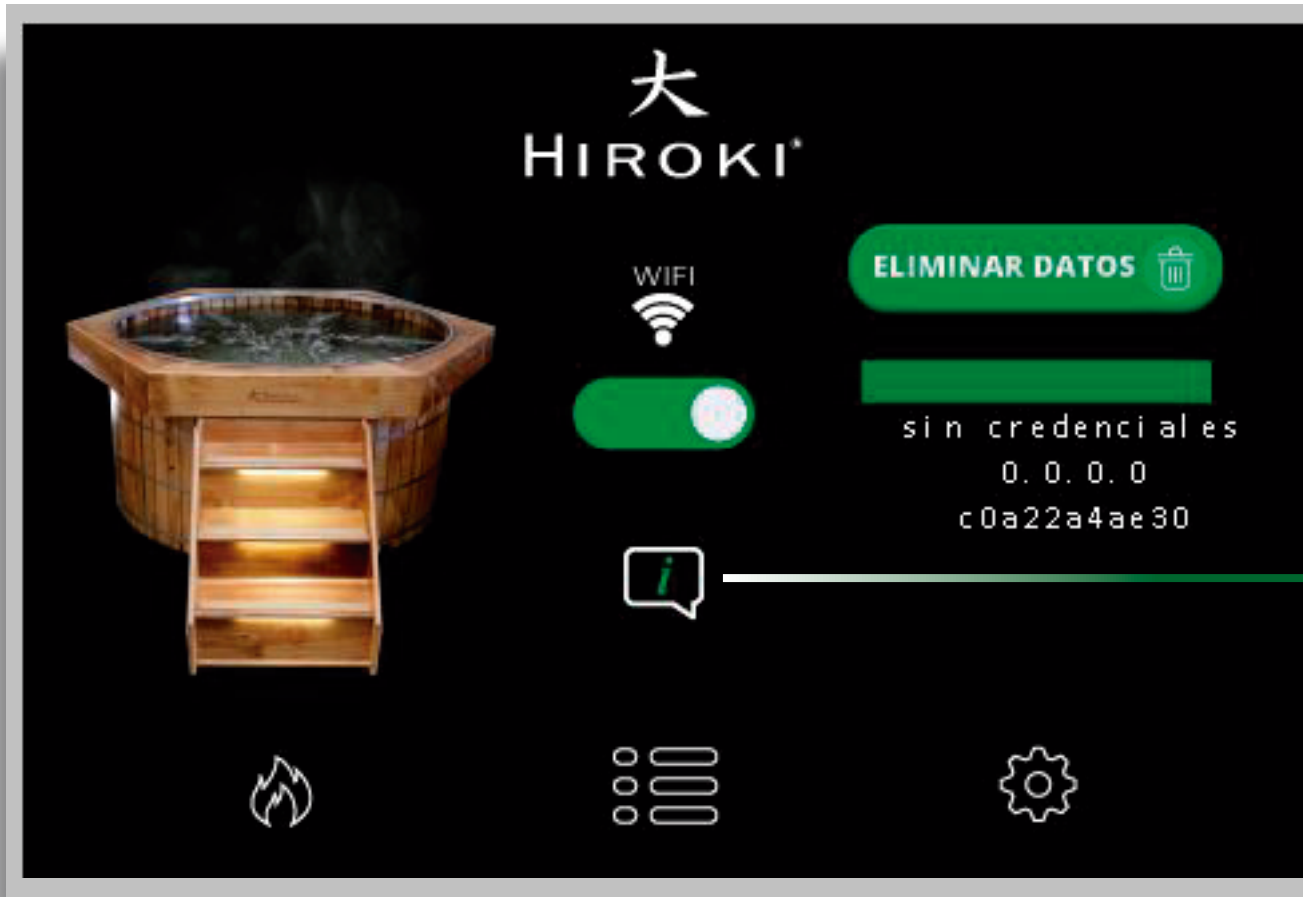 大
HIROKI®
WIFI
ELIMINAR DATOS
sin credenciales
0.0.0.0
c0a22a4ae30
i